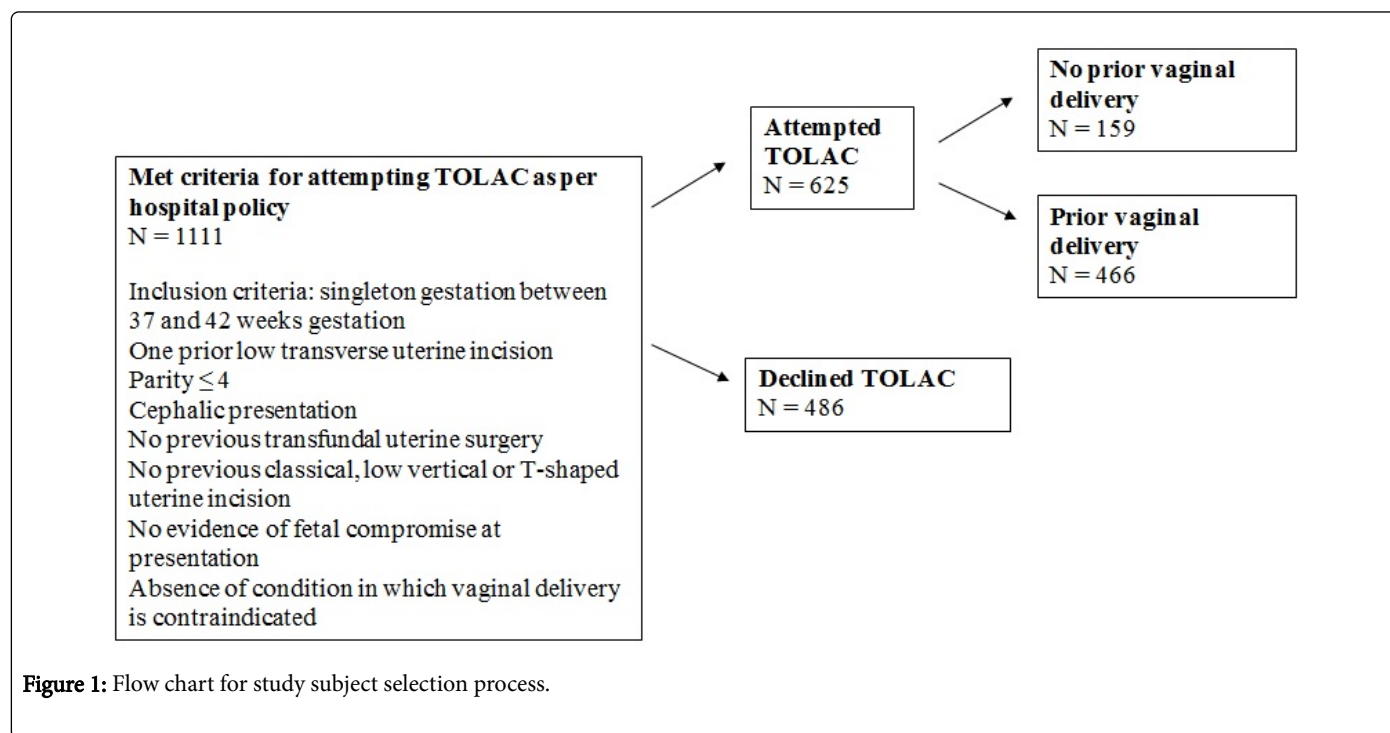 Met criteria for attempting TOLAC as per
hospital policy
N = 1111
Inclusion criteria: singleton gestation between
37 and 42 weeks gestation
One prior low transverse uterine incision
Parity ≤ 4
Cephalic presentation
No previous transfundal uterine surgery
No previous classical, low vertical or T-shaped
uterine incision
No evidence of fetal compromise at
presentation
Absence of condition in which vaginal delivery
is contraindicated
Attempted
TOLAC
N = 625
Declined TOLAC
N = 486
No prior vaginal
delivery
N = 159
Prior vaginal
delivery
N = 466
Figure 1: Flow chart for study subject selection process.